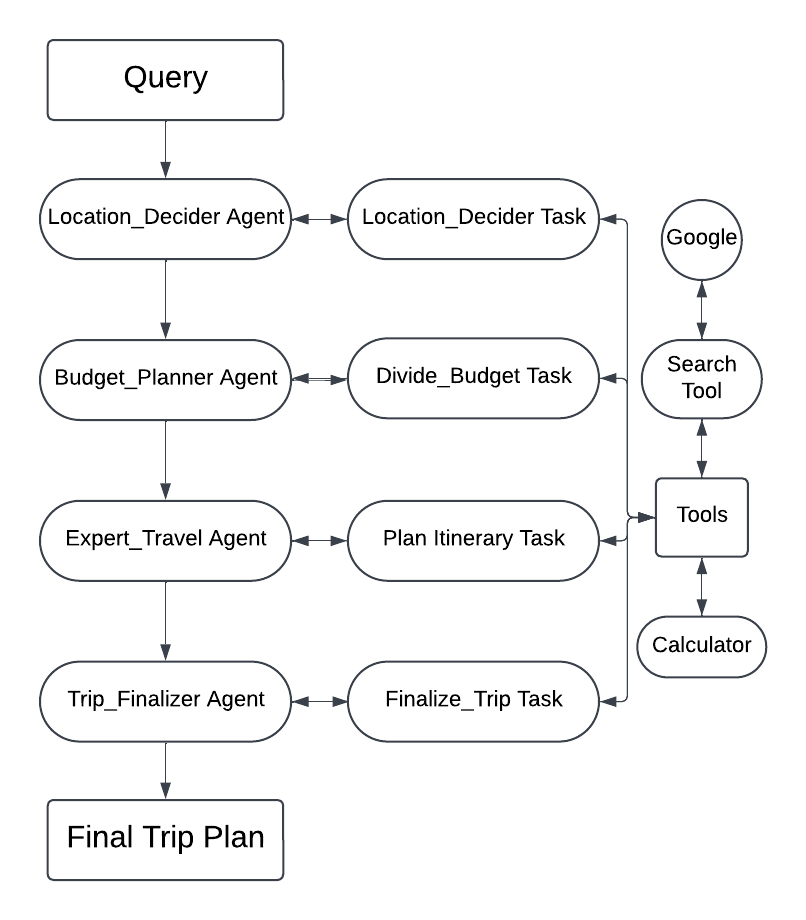 Query
Location_Decider Agent
Location_Decider Task
Google
Budget_Planner Agent
Divide_Budget Task
Search
Tool
Expert_Travel Agent
Plan Itinerary Task
Tools
Calculator
Trip_Finalizer Agent
Finalize_Trip Task
Final Trip Plan